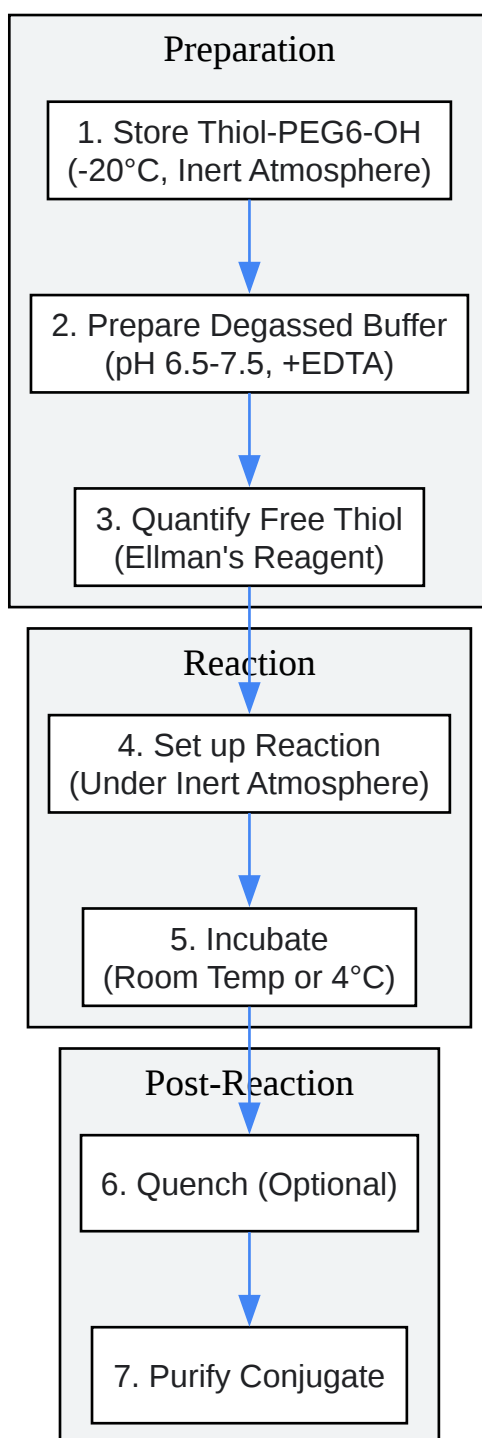 Preparation
1. Store Thiol-PEG6-OH
(-20°C, Inert Atmosphere)
2. Prepare Degassed Buffer
(pH 6.5-7.5, +EDTA)
3. Quantify Free Thiol
(Ellman's Reagent)
Reaction
4. Set up Reaction
(Under Inert Atmosphere)
5. Incubate
(Room Temp or 4°C)
Post-Reaction
6. Quench (Optional)
7. Purify Conjugate